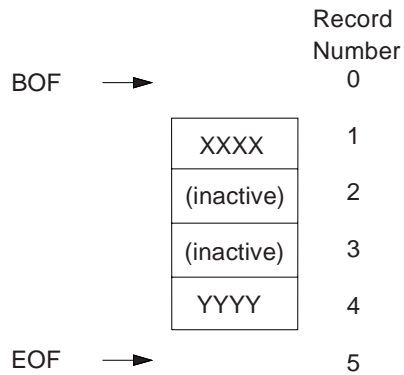 Record
Number
BOF 0
XXXX 1
(inactive) 2
(inactive) 3
YYYY 4
EOF 5